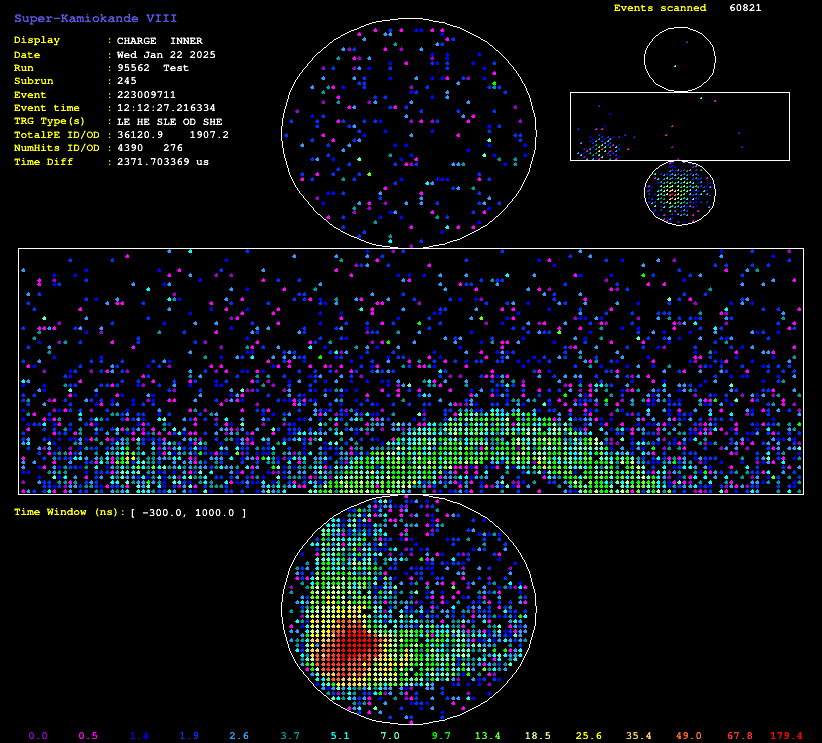 Super-Kamiokande VIII
Events scanned 60821
Display : CHARGE INNER
Date : Wed Jan 22 2025
Run : 95562 Test
Subrun : 245
Event : 223009711
Event time : 12:12:27.216334
TRG Type(s) : LE HE SLE OD SHE
TotalPE ID/OD : 36120.9 1907.2
NumHits ID/OD : 4390 276
Time Diff : 2371.703369 us
Time Window (ns): [ -300.0, 1000.0 ]
0.0 0.5 1.4 1.9 2.6 3.7 5.1 7.0 9.7 13.4 18.5 25.6 35.4 49.0 67.8 179.4